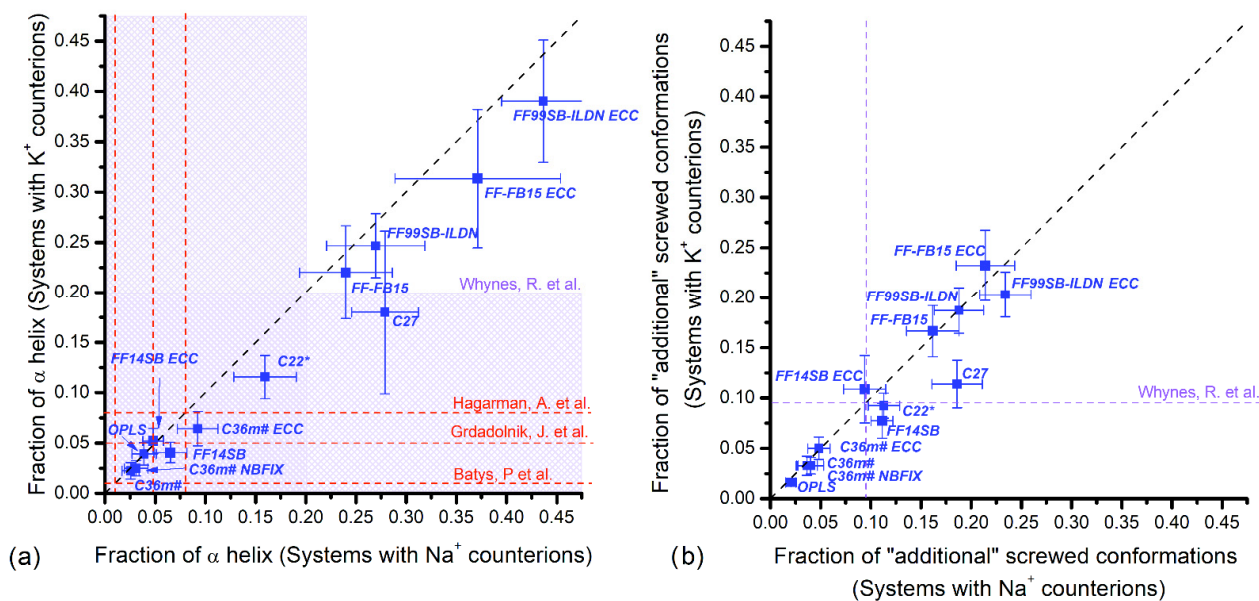 0.45
0.40
0.35
0.30
0.25
0.20
0.15
0.10
0.05
0.00
Fraction of α helix (Systems with K⁺ counterions)
FF99SB-ILDN ECC
FF-FB15 ECC
FF99SB-ILDN
FF-FB15
Whynes, R. et al.
C27
FF14SB ECC
C22*
Hagarman, A. et al.
C36m# ECC
OPLS
Grdadolnik, J. et al.
FF14SB
C36m# NBFIX
Batys, P et al.
C36m#
0.00 0.05 0.10 0.15 0.20 0.25 0.30 0.35 0.40 0.45
(a)
Fraction of α helix (Systems with Na⁺ counterions)
0.45
0.40
0.35
0.30
0.25
0.20
0.15
0.10
0.05
0.00
Fraction of "additional" screwed conformations
(Systems with K⁺ counterions)
FF-FB15 ECC
FF99SB-ILDN ECC
FF99SB-ILDN
FF-FB15
FF14SB ECC
C27
Whynes, R. et al.
C22*
FF14SB
C36m# ECC
C36m#
C36m# NBFIX
OPLS
0.00 0.05 0.10 0.15 0.20 0.25 0.30 0.35 0.40 0.45
(b)
Fraction of "additional" screwed conformations
(Systems with Na⁺ counterions)